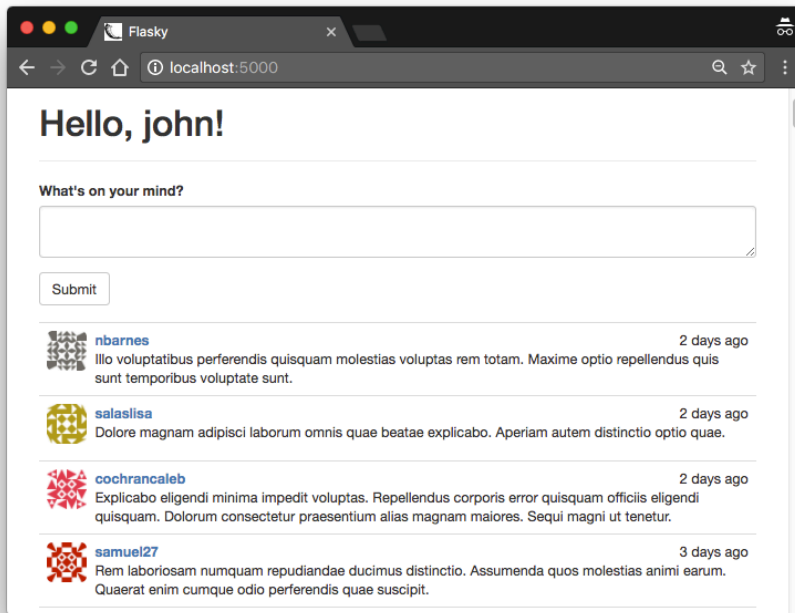 Flasky
localhost:5000
Hello, john!
What's on your mind?
Submit
nbarnes 2 days ago
Illo voluptatibus perferendis quisquam molestias voluptas rem totam. Maxime optio repellendus quis
sunt temporibus voluptate sunt.
salaslisa 2 days ago
Dolore magnam adipisci laborum omnis quae beatae explicabo. Aperiam autem distinctio optio quae.
cochrancaleb 2 days ago
Explicabo eligendi minima impedit voluptas. Repellendus corporis error quisquam officiis eligendi
quisquam. Dolorum consectetur praesentium alias magnam maiores. Sequi magni ut tenetur.
samuel27 3 days ago
Rem laboriosam numquam repudiandae ducimus distinctio. Assumenda quos molestias animi earum.
Quaerat enim cumque odio perferendis quae suscipit.